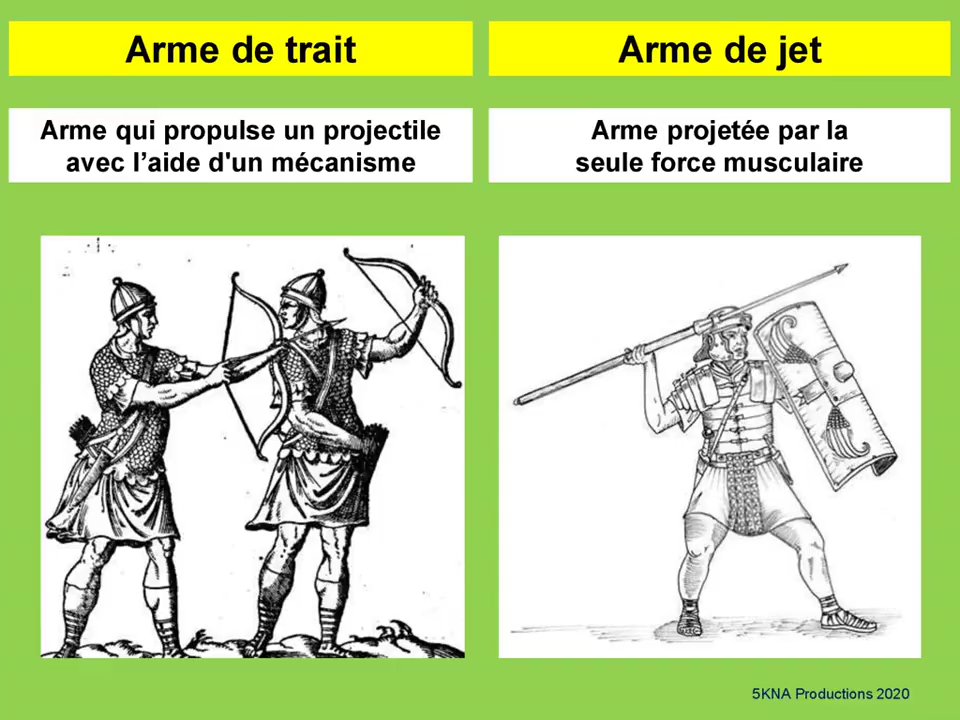 Arme de trait
Arme de jet
Arme qui propulse un projectile
avec l’aide d'un mécanisme
Arme projetée par la
seule force musculaire
5KNA Productions 2020